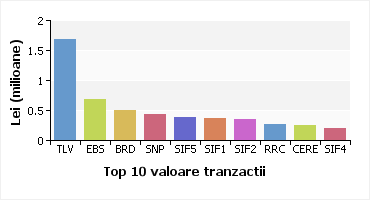 Lei (milioane)
2
1.5
1
0.5
0
TLV EBS BRD SNP SIF5 SIF1 SIF2 RRC CERE SIF4
Top 10 valoare tranzactii